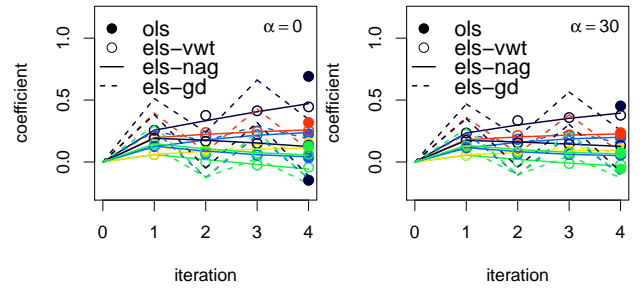 α = 0
ols
els−vwt
els−nag
els−gd
coefficient
0.0
0.5
1.0
0 1 2 3 4
iteration
α = 30
ols
els−vwt
els−nag
els−gd
coefficient
0.0
0.5
1.0
0 1 2 3 4
iteration